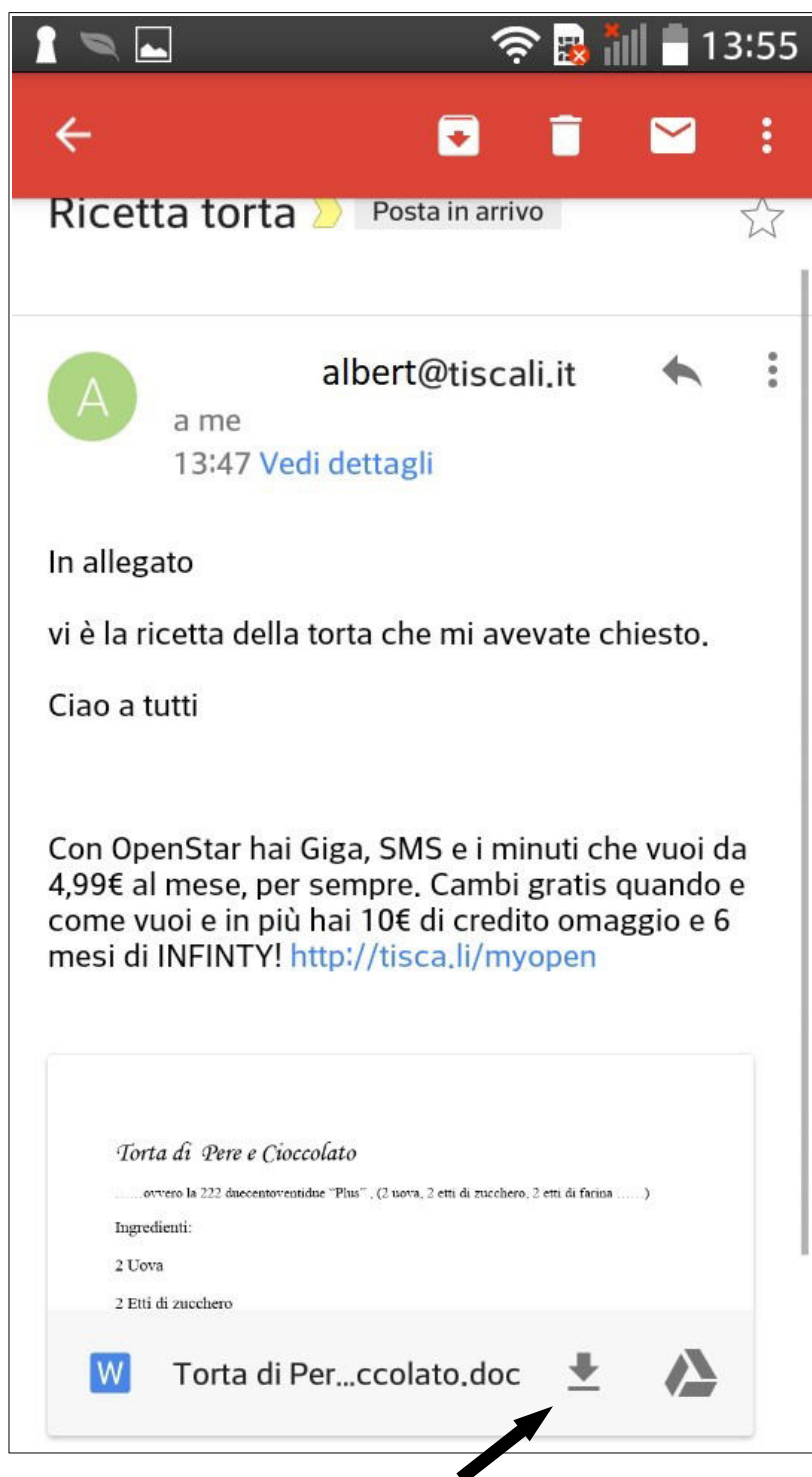 13:55
Ricetta torta Posta in arrivo
A
albert@tiscali.it
a me
13:47 Vedi dettagli
In allegato
vi è la ricetta della torta che mi avevate chiesto.
Ciao a tutti
Con OpenStar hai Giga, SMS e i minuti che vuoi da
4,99€ al mese, per sempre. Cambi gratis quando e
come vuoi e in più hai 10€ di credito omaggio e 6
mesi di INFINTY! http://tisca.li/myopen
Torta di Pere e Cioccolato
.......ovvero la 222 duecentoventidue “Plus” , (2 uova, 2 etti di zucchero, 2 etti di farina ......)
Ingredienti:
2 Uova
2 Etti di zucchero
W Torta di Per...ccolato.doc